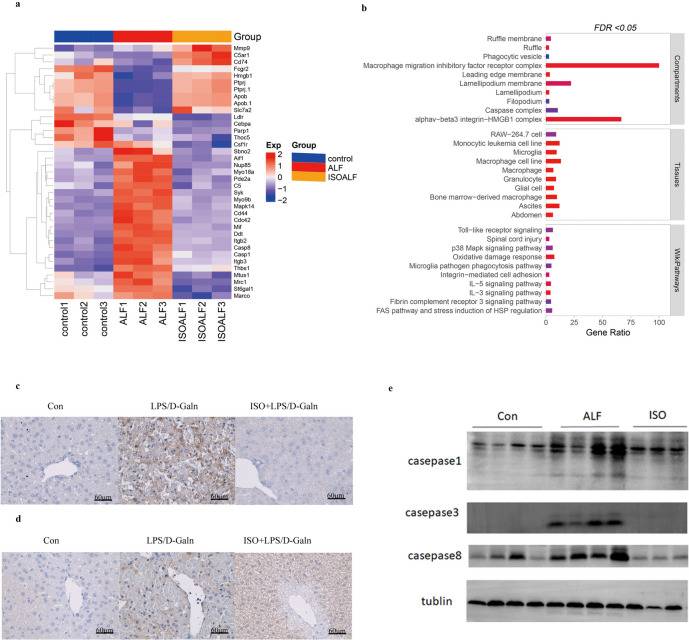 a
Group
Mmp9
C5ar1
Cd74
Fcgr2
Hmgb1
Ptprj
Ptprj.1
Apob
Apob.1
Slc7a2
Ldlr
Cebpa
Parp1
Thoc5
Csf1r
Sbno2
Aif1
Nup85
Myo18a
Pde2a
C5
Syk
Myo9b
Mapk14
Cd44
Cdc42
Mif
Ddt
Itgb2
Casp8
Casp1
Itgb3
Thbs1
Mtus1
Mrc1
St6gal1
Marco
control1
control2
control3
ALF1
ALF2
ALF3
ISOALF1
ISOALF2
ISOALF3
Exp
2
1
0
−1
−2
Group
control
ALF
ISOALF
b
FDR <0.05
Ruffle membrane
Ruffle
Phagocytic vesicle
Macrophage migration inhibitory factor receptor complex
Leading edge membrane
Lamellipodium membrane
Lamellipodium
Filopodium
Caspase complex
alphav−beta3 integrin−HMGB1 complex
Compartments
RAW−264.7 cell
Monocytic leukemia cell line
Microglia
Macrophage cell line
Macrophage
Granulocyte
Glial cell
Bone marrow−derived macrophage
Ascites
Abdomen
Tissues
Toll−like receptor signaling
Spinal cord injury
p38 Mapk signaling pathway
Oxidative damage response
Microglia pathogen phagocytosis pathway
Integrin−mediated cell adhesion
IL−5 signaling pathway
IL−3 signaling pathway
Fibrin complement receptor 3 signaling pathway
FAS pathway and stress induction of HSP regulation
WikiPathways
0 25 50 75 100
Gene Ratio
c
Con LPS/D-Galn ISO+LPS/D-Galn
60μm 60μm 60μm
d
Con LPS/D-Galn ISO+LPS/D-Galn
60μm 60μm 60μm
e
Con ALF ISO
casepase1
casepase3
casepase8
tublin